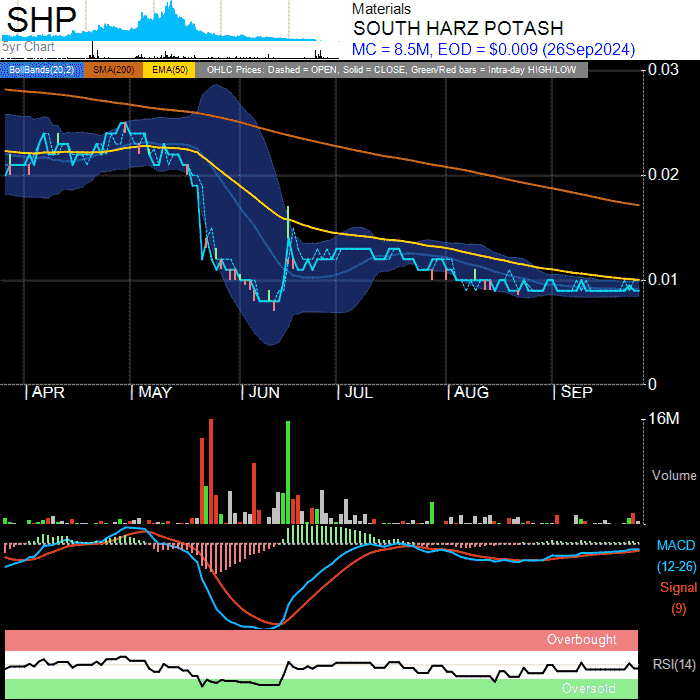 SHP
5yr Chart
Materials
SOUTH HARZ POTASH
MC = 8.5M, EOD = $0.009 (26Sep2024)
BollBands(20,2) SMA(200) EMA(50) OHLC Prices: Dashed = OPEN, Solid = CLOSE, Green/Red bars = Intra-day HIGH/LOW
0.03
0.02
0.01
0
APR MAY JUN JUL AUG SEP
16M
Volume
MACD
(12-26)
Signal
(9)
Overbought
RSI(14)
Oversold